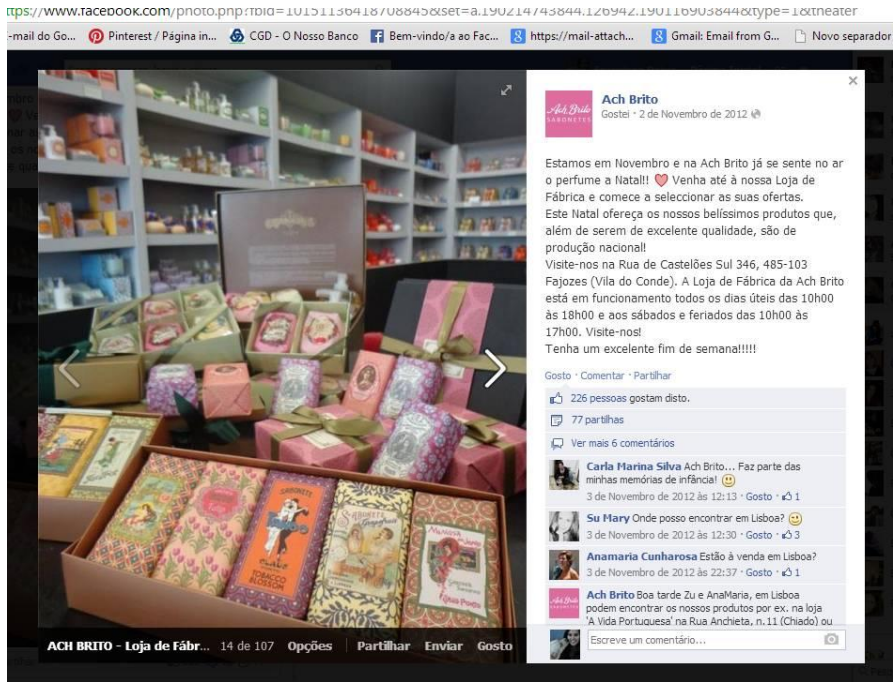 ttps://www.facebook.com/photo.php?fbid=10151136418708845&set=a.190214743844.126942.190116903844&type=1&theater
-mail do Go... Pinterest / Página in... CGD - O Nosso Banco Bem-vindo/a ao Fac... https://mail-attach... Gmail: Email from G... Novo separador
Ach Brito
SABONETES
Ach Brito
Gostei · 2 de Novembro de 2012
Estamos em Novembro e na Ach Brito já se sente no ar
o perfume a Natal!! Venha até à nossa Loja de
Fábrica e comece a seleccionar as suas ofertas.
Este Natal ofereça os nossos belíssimos produtos que,
além de serem de excelente qualidade, são de
produção nacional!
Visite-nos na Rua de Castelões Sul 346, 485-103
Fajozes (Vila do Conde). A Loja de Fábrica da Ach Brito
está em funcionamento todos os dias úteis das 10h00
às 18h00 e aos sábados e feriados das 10h00 às
17h00. Visite-nos!
Tenha um excelente fim de semana!!!!!
Gosto · Comentar · Partilhar
226 pessoas gostam disto.
77 partilhas
Ver mais 6 comentários
Carla Marina Silva Ach Brito... Faz parte das
minhas memórias de infância!
3 de Novembro de 2012 às 12:13 · Gosto · 1
Su Mary Onde posso encontrar em Lisboa?
3 de Novembro de 2012 às 12:30 · Gosto · 3
Anamaria Cunharosa Estão à venda em Lisboa?
3 de Novembro de 2012 às 22:37 · Gosto · 1
Ach Brito Boa tarde Zu e AnaMaria, em Lisboa
podem encontrar os nossos produtos por ex. na loja
'A Vida Portuguesa' na Rua Anchieta, n.11 (Chiado) ou
Escreve um comentário...
SABONETE
TANGO
CLAUS
TOBACCO
BLOSSOM
SABONETE
ACH BRITO - Loja de Fábr... 14 de 107 Opções Partilhar Enviar Gosto